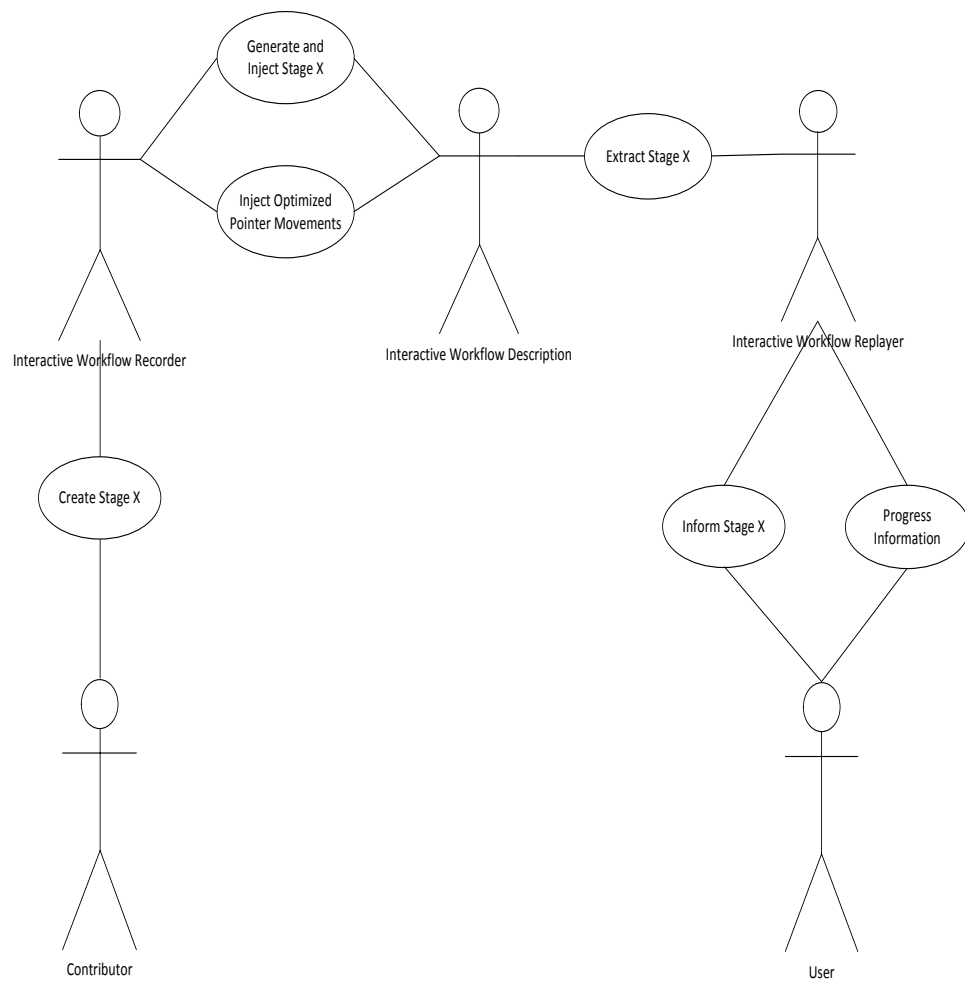 Generate and
Inject Stage X
Inject Optimized
Pointer Movements
Extract Stage X
Interactive Workflow Recorder
Interactive Workflow Description
Interactive Workflow Replayer
Create Stage X
Inform Stage X
Progress
Information
Contributor
User